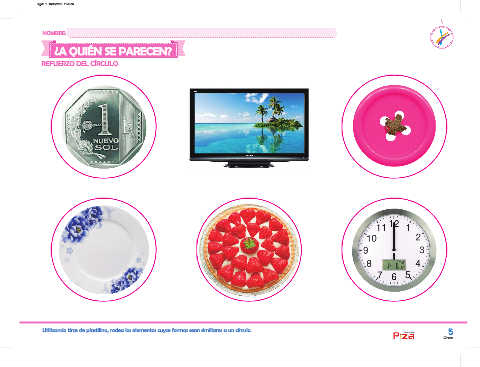 NOMBRE:
¿A QUIÉN SE PARECEN?
REFUERZO DEL CÍRCULO
1
NUEVO
SOL
12
1
2
3
4
5
6
7
8
9
10
11
Utilizando tiras de plastilina, rodea los elementos cuyas formas sean similares a un círculo.
5